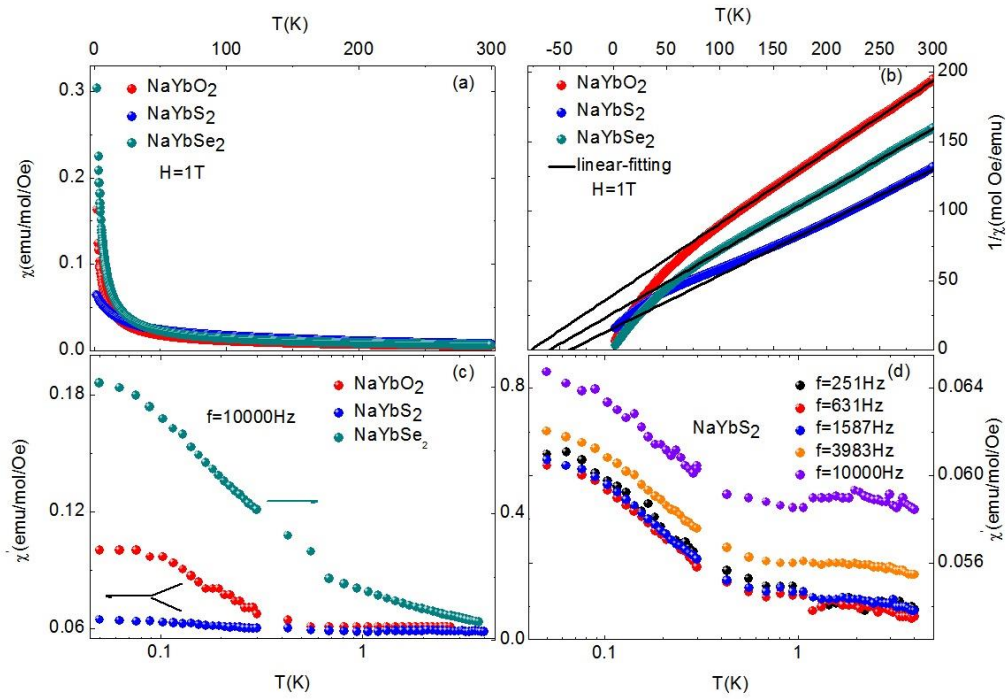 T(K)
0 100 200 300
χ(emu/mol/Oe)
0.3
0.2
0.1
0.0
(a)
NaYbO2
NaYbS2
NaYbSe2
H=1T
T(K)
-50 0 50 100 150 200 250 300
(b)
NaYbO2
NaYbS2
NaYbSe2
linear-fitting
H=1T
200
150
100
50
0
1/χ(mol Oe/emu)
χ'(emu/mol/Oe)
0.18
0.12
0.06
(c)
NaYbO2
NaYbS2
NaYbSe2
f=10000Hz
0.1 1
T(K)
0.8
0.4
0.0
(d)
NaYbS2
f=251Hz
f=631Hz
f=1587Hz
f=3983Hz
f=10000Hz
0.064
0.060
0.056
χ'(emu/mol/Oe)
0.1 1
T(K)